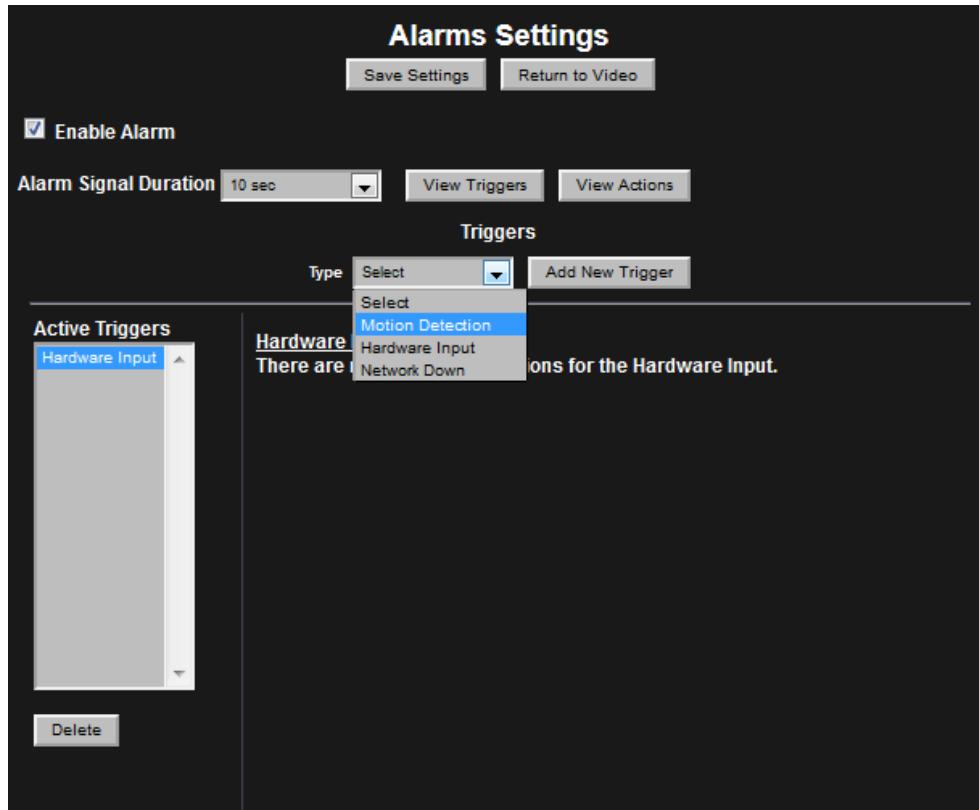 Alarms Settings
Save Settings Return to Video
Enable Alarm
Alarm Signal Duration 10 sec View Triggers View Actions
Triggers
Type Select Add New Trigger
Select
Motion Detection
Hardware Input
Network Down
Active Triggers
Hardware Input
Hardware
There are ions for the Hardware Input.
Delete